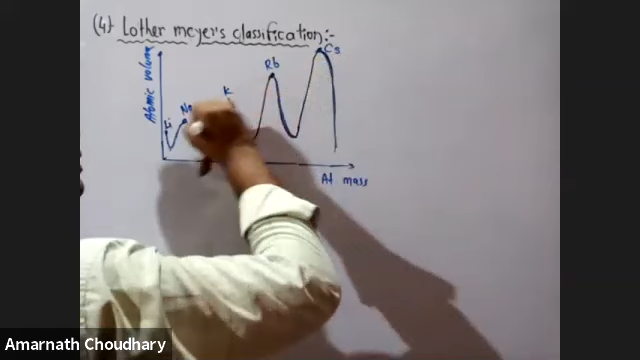 (4) Lother meyer's classification:-
Atomic volume
Li
Na
K
Rb
Cs
At mass
Amarnath Choudhary